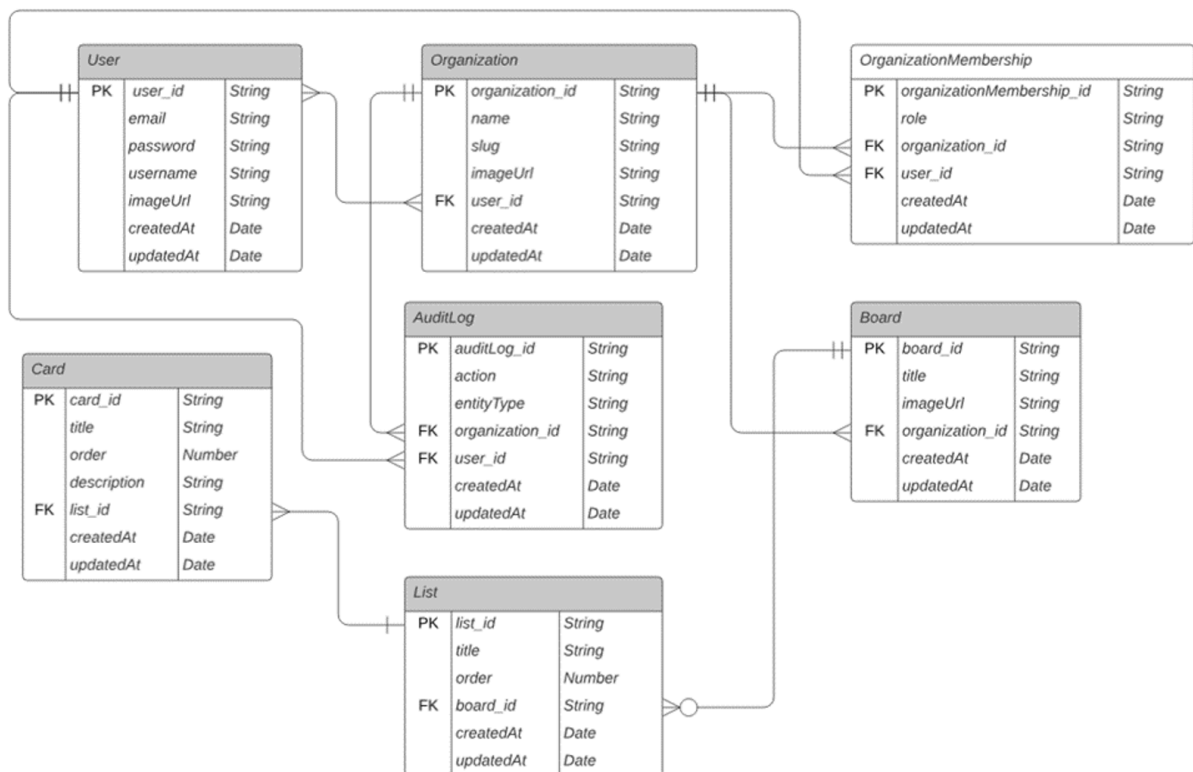 User
PK user_id String
email String
password String
username String
imageUrl String
createdAt Date
updatedAt Date
Organization
PK organization_id String
name String
slug String
imageUrl String
FK user_id String
createdAt Date
updatedAt Date
OrganizationMembership
PK organizationMembership_id String
role String
FK organization_id String
FK user_id String
createdAt Date
updatedAt Date
Card
PK card_id String
title String
order Number
description String
FK list_id String
createdAt Date
updatedAt Date
AuditLog
PK auditLog_id String
action String
entityType String
FK organization_id String
FK user_id String
createdAt Date
updatedAt Date
Board
PK board_id String
title String
imageUrl String
FK organization_id String
createdAt Date
updatedAt Date
List
PK list_id String
title String
order Number
FK board_id String
createdAt Date
updatedAt Date